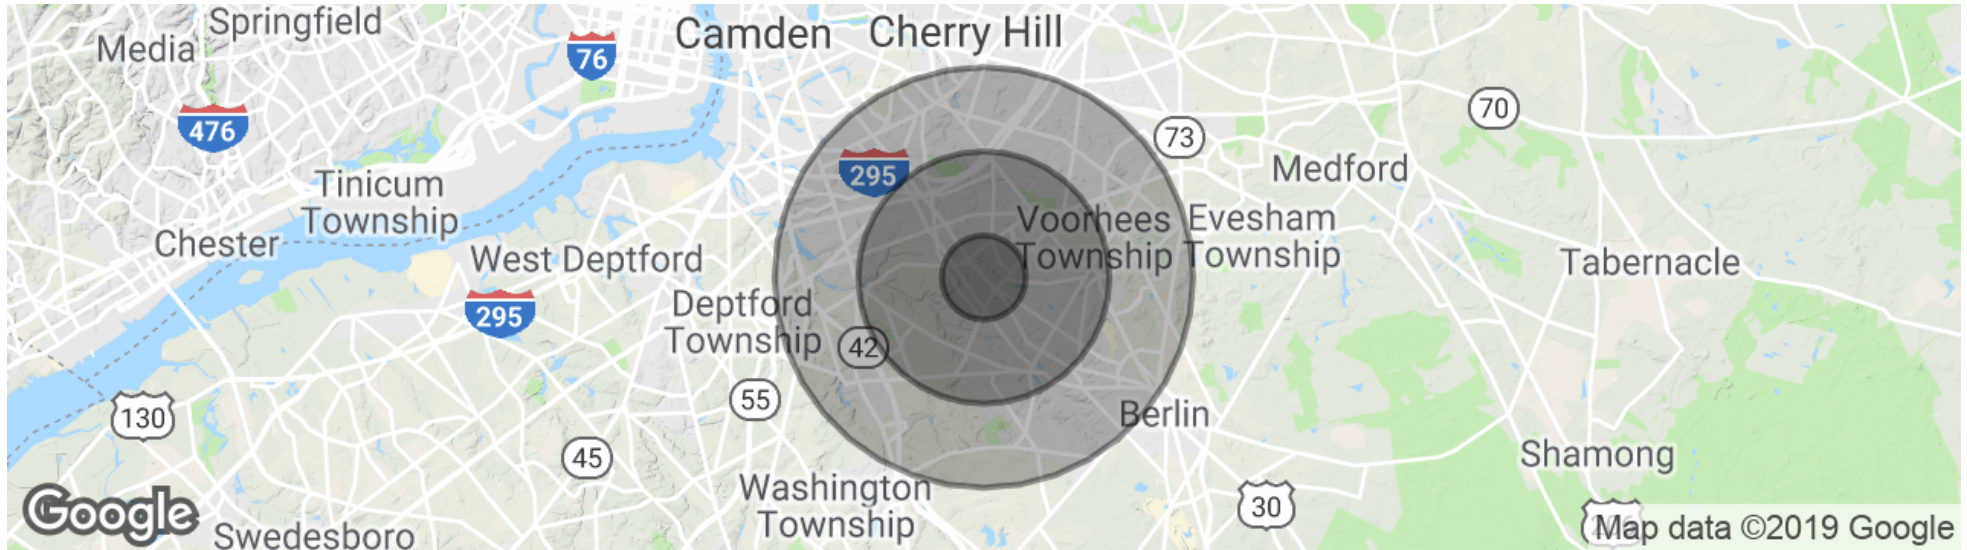 Springfield
Media
Camden
Cherry Hill
76
476
70
73
295
Medford
Tinicum
Township
Chester
Voorhees
Township
Evesham
Township
West Deptford
Tabernacle
295
Deptford
Township
42
55
130
Berlin
45
Shamong
Washington
Township
30
Google
Swedesboro
Map data ©2019 Google